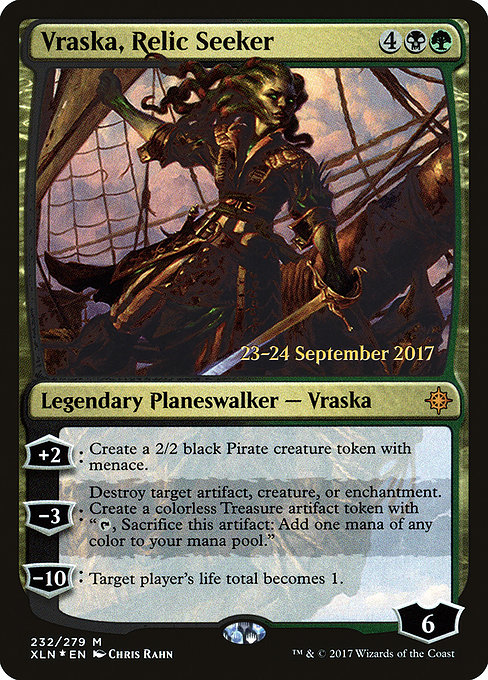 Vraska, Relic Seeker 4
23–24 September 2017
Legendary Planeswalker — Vraska
+2: Create a 2/2 black Pirate creature token with
menace.
Destroy target artifact, creature, or enchantment.
−3: Create a colorless Treasure artifact token with
“, Sacrifice this artifact: Add one mana of any
color to your mana pool.”
−10: Target player's life total becomes 1.
6
232/279 M
XLN ★ EN Chris Rahn
™ & © 2017 Wizards of the Coast